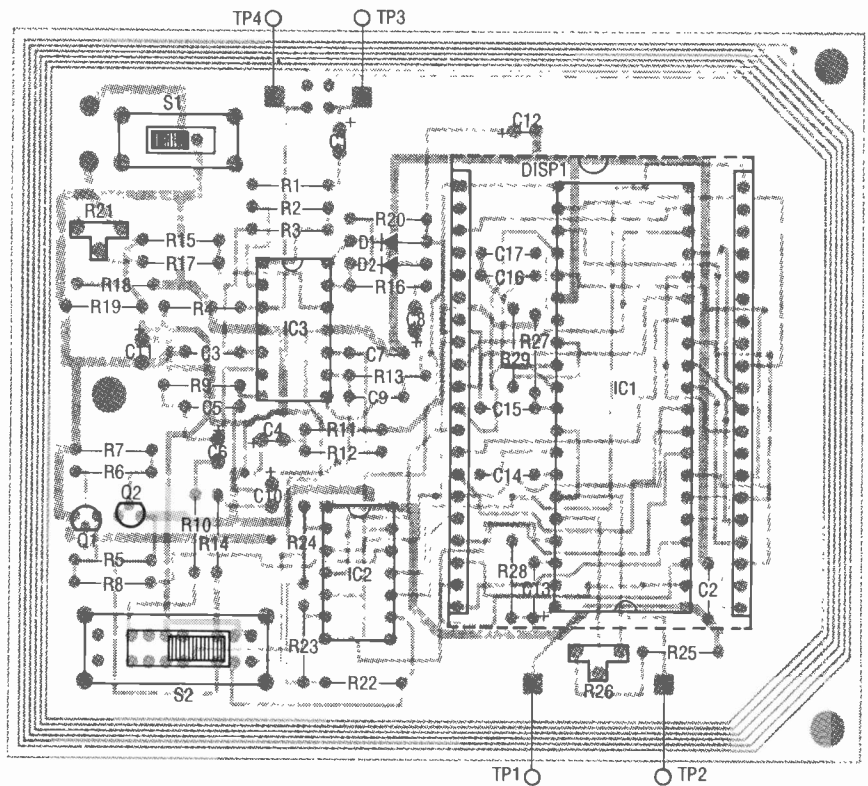 TP4 TP3
S1
C1
C12
DISP1
R1
R2
R3
R20
R21
R15
D1
C17
R17
D2
C16
R18
R16
R19
R4
IC3
C8
R27
C11
C3
C7
R29
R9
R13
IC1
C5
C9
C15
R11
C4
R7
C6
R12
R6
C14
C10
Q2
R10
Q1
R14
R24
R5
IC2
R28
R8
C13
C2
R23
R25
S2
R22
R26
TP1 TP2